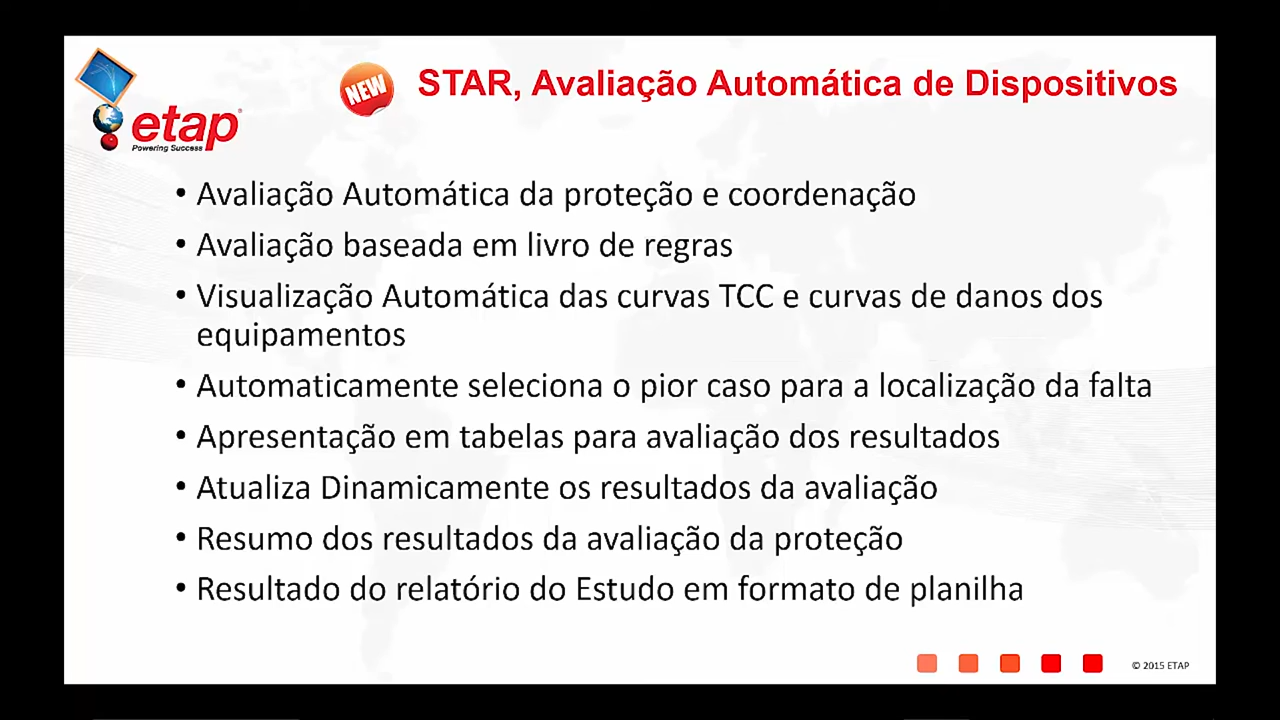 NEW
STAR, Avaliação Automática de Dispositivos
etap
Powering Success
• Avaliação Automática da proteção e coordenação
• Avaliação baseada em livro de regras
• Visualização Automática das curvas TCC e curvas de danos dos
equipamentos
• Automaticamente seleciona o pior caso para a localização da falta
• Apresentação em tabelas para avaliação dos resultados
• Atualiza Dinamicamente os resultados da avaliação
• Resumo dos resultados da avaliação da proteção
• Resultado do relatório do Estudo em formato de planilha
© 2015 ETAP